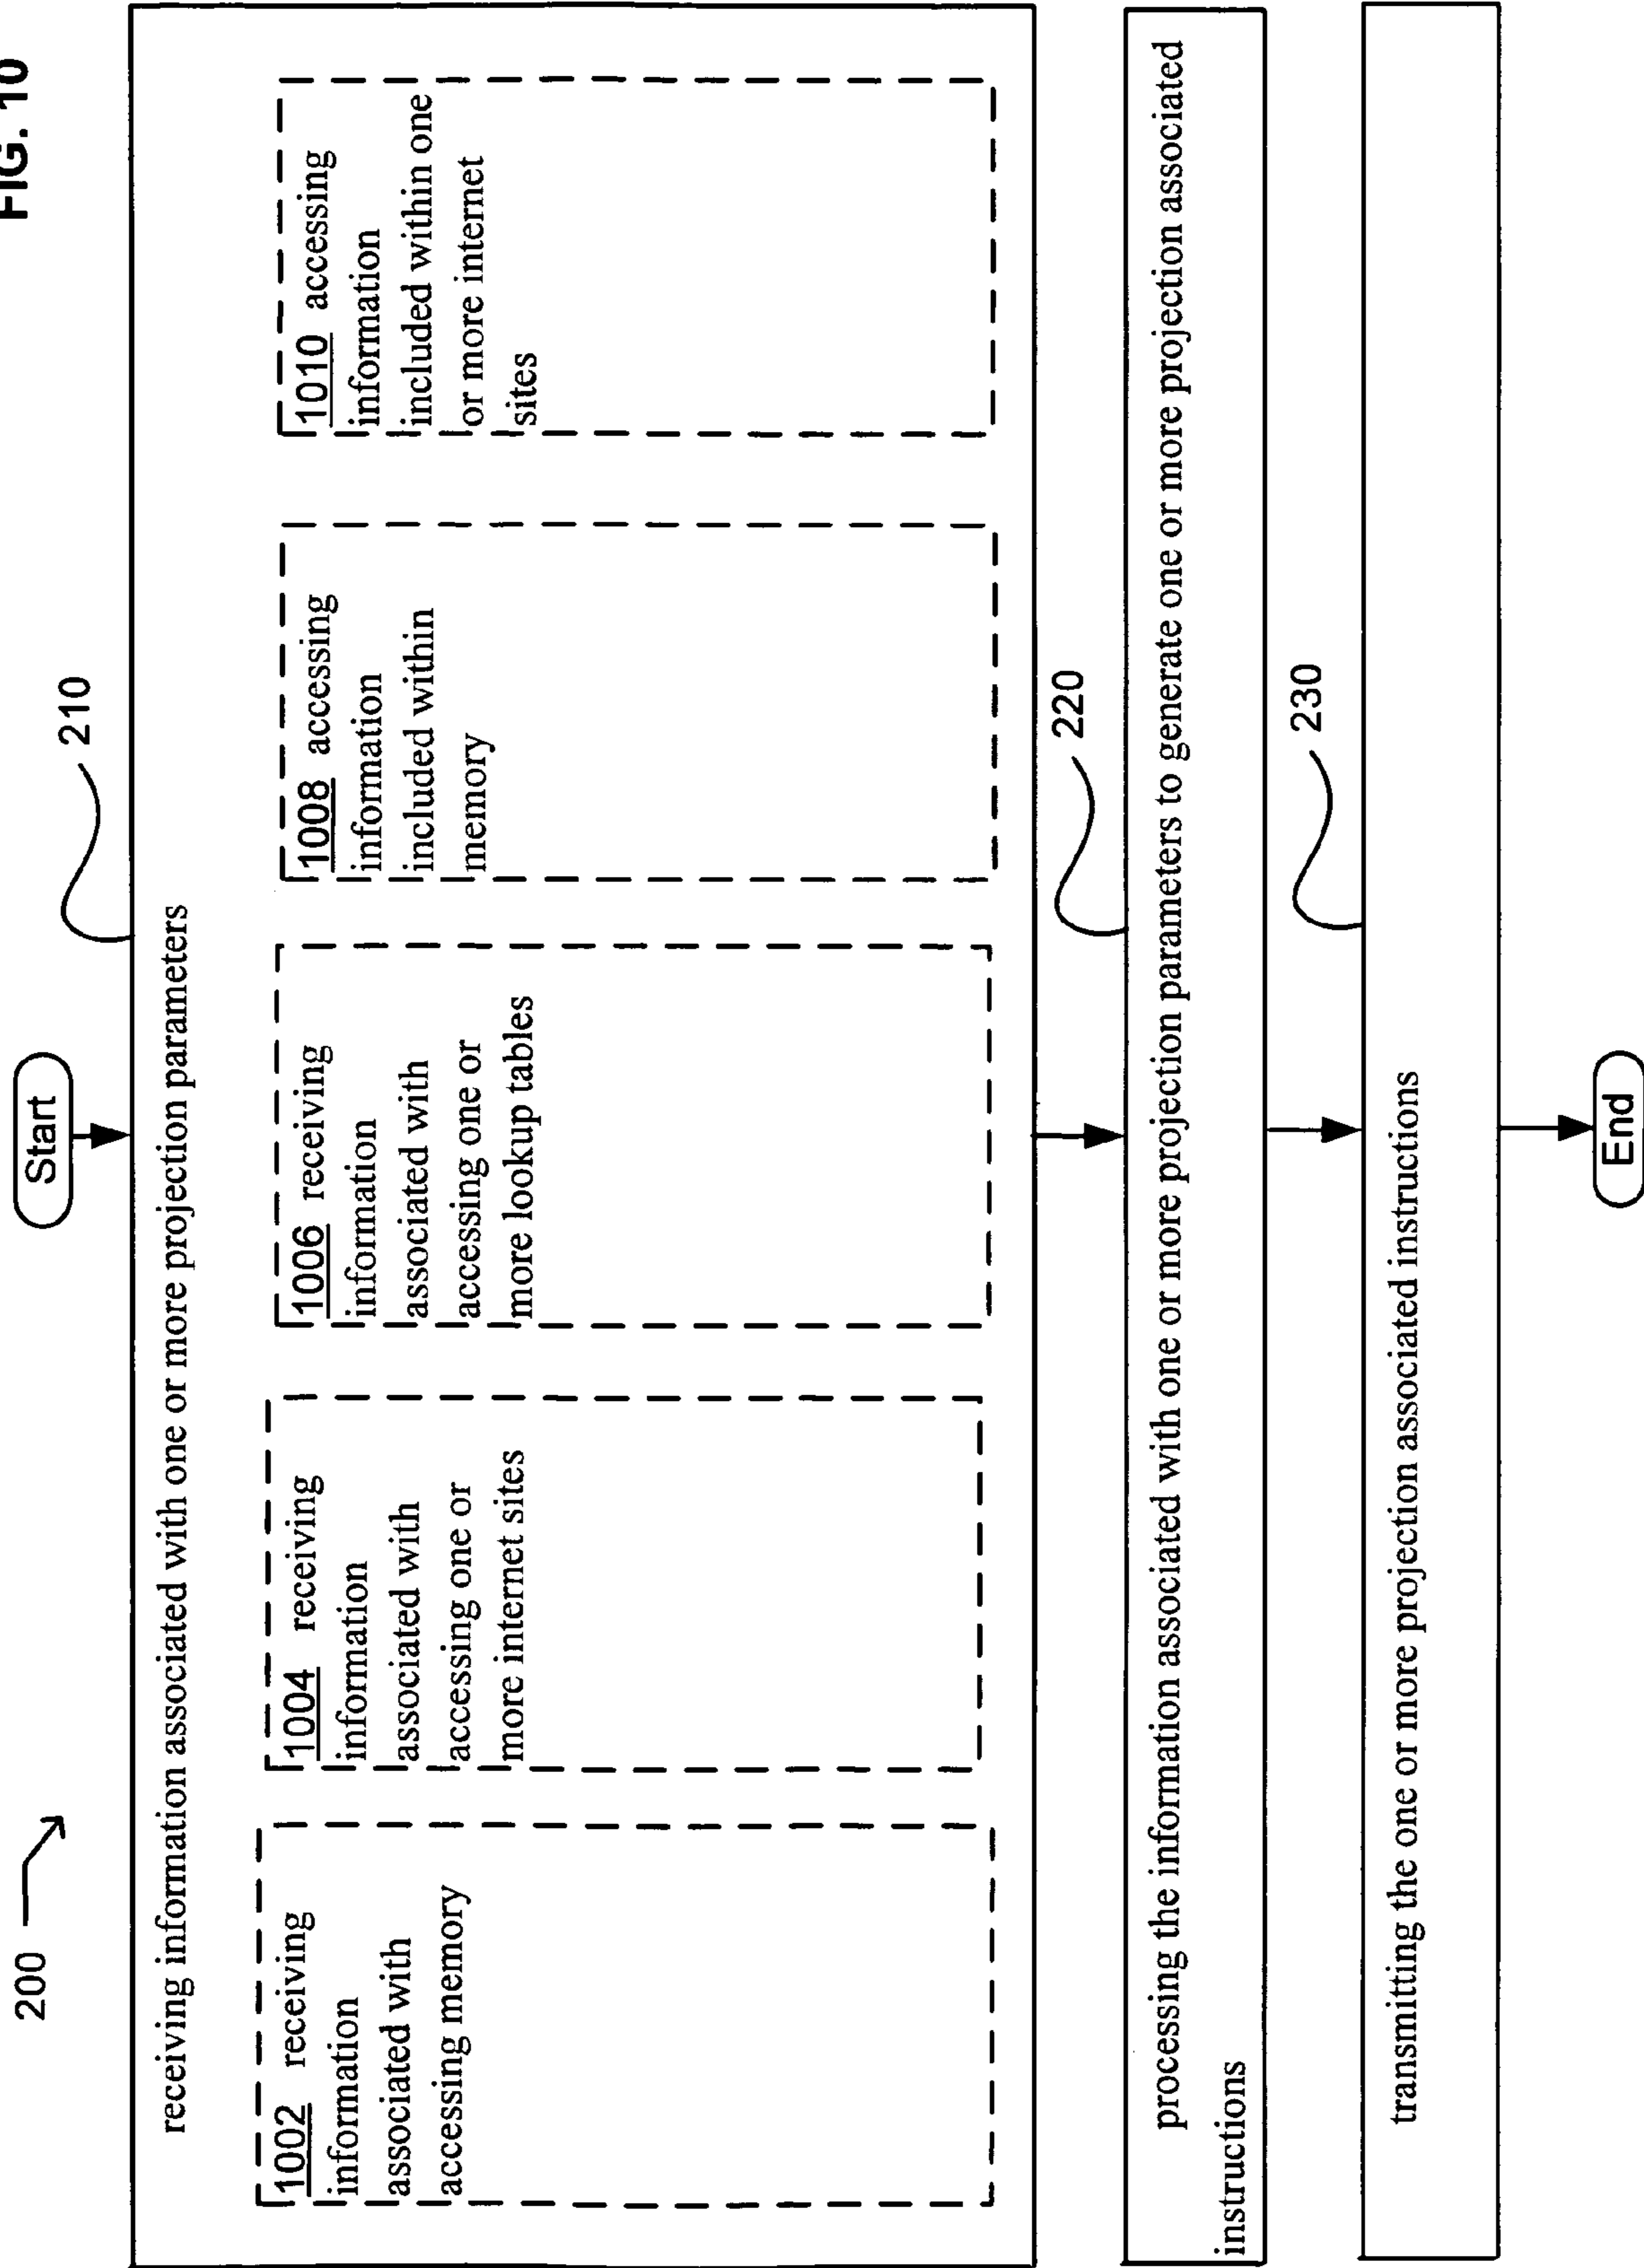 FIG. 10
200
Start
210
receiving information associated with one or more projection parameters
1002 receiving
information
associated with
accessing memory
1004 receiving
information
associated with
accessing one or
more internet sites
1006 receiving
information
associated with
accessing one or
more lookup tables
1008 accessing
information
included within
memory
1010 accessing
information
included within one
or more internet
sites
220
processing the information associated with one or more projection parameters to generate one or more projection associated
instructions
230
transmitting the one or more projection associated instructions
End